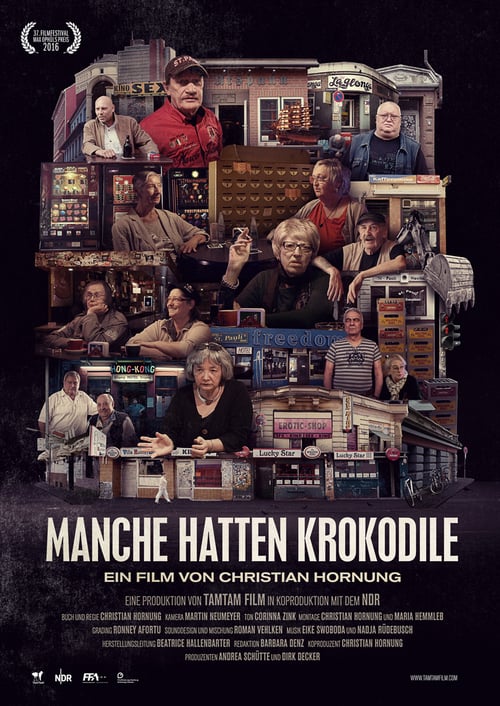 37. FILMFESTIVAL
MAX OPHÜLS PREIS
2016
KINO SEX
La Gloria
HONG-KONG
St. Pauli
freedom
EROTIC-SHOP
Lucky Star
Lucky Star
MANCHE HATTEN KROKODILE
EIN FILM VON CHRISTIAN HORNUNG
EINE PRODUKTION VON TAMTAM FILM IN KOPRODUKTION MIT DEM NDR
BUCH UND REGIE CHRISTIAN HORNUNG KAMERA MARTIN NEUMEYER TON CORINNA ZINK MONTAGE CHRISTIAN HORNUNG UND MARIA HEMMLEB
GRADING RONNEY AFORTU SOUNDDESIGN UND MISCHUNG ROMAN VEHLKEN MUSIK EIKE SWOBODA UND NADJA RÜDEBUSCH
HERSTELLUNGSLEITUNG BEATRICE HALLENBARTER REDAKTION BARBARA DENZ KOPRODUZENT CHRISTIAN HORNUNG
PRODUZENTEN ANDREA SCHÜTTE UND DIRK DECKER
NDR
FFA
WWW.TAMTAMFILM.COM